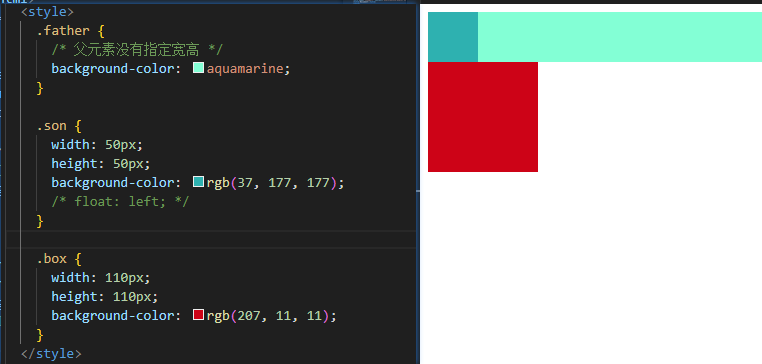 <style>
.father {
/* 父元素没有指定宽高 */
background-color: aquamarine;
}
.son {
width: 50px;
height: 50px;
background-color: rgb(37, 177, 177);
/* float: left; */
}
.box {
width: 110px;
height: 110px;
background-color: rgb(207, 11, 11);
}
</style>